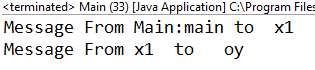 <terminated> Main (33) [Java Application] C:\Program Files
Message From Main:main to  x1
Message From x1  to   oy